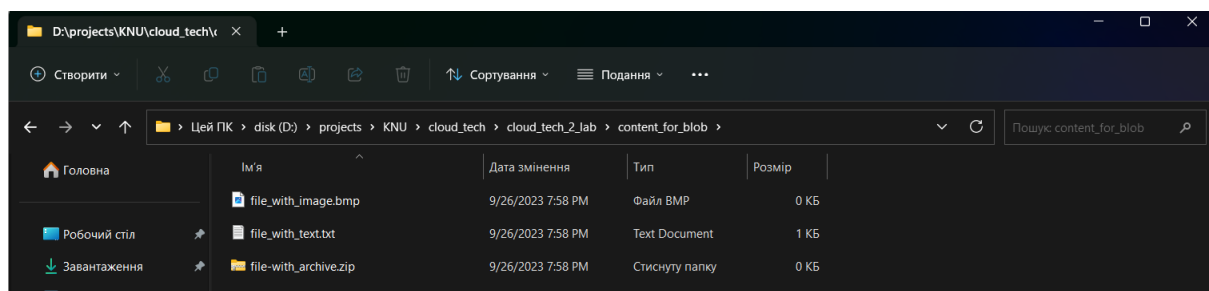 D:\projects\KNU\cloud_tech\c
Створити Сортування Подання
Цей ПК > disk (D:) > projects > KNU > cloud_tech > cloud_tech_2_lab > content_for_blob > Пошук: content_for_blob
Головна Ім'я Дата змінення Тип Розмір
file_with_image.bmp 9/26/2023 7:58 PM Файл BMP 0 КБ
Робочий стіл file_with_text.txt 9/26/2023 7:58 PM Text Document 1 КБ
Завантаження file-with_archive.zip 9/26/2023 7:58 PM Стиснуту папку 0 КБ